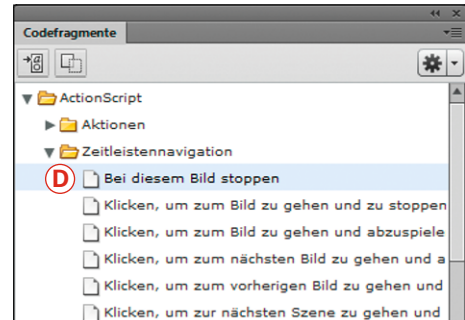 Codefragmente
ActionScript
Aktionen
Zeitleistennavigation
D Bei diesem Bild stoppen
Klicken, um zum Bild zu gehen und zu stoppen
Klicken, um zum Bild zu gehen und abzuspiele
Klicken, um zum nächsten Bild zu gehen und a
Klicken, um zum vorherigen Bild zu gehen und
Klicken, um zur nächsten Szene zu gehen und